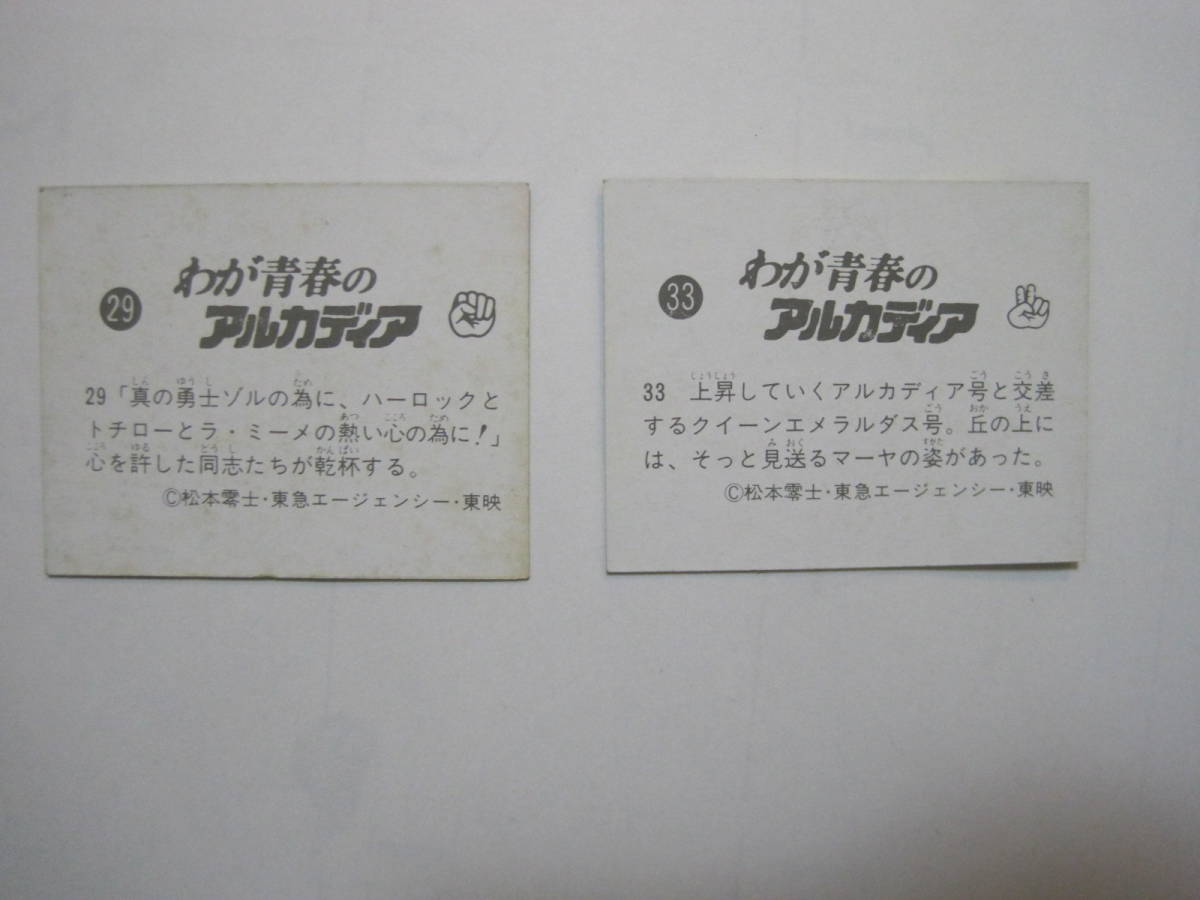 29
わが青春の
アルカディア
29「真の勇士ゾルの為に、ハーロックと
トチローとラ・ミーメの熱い心の為に!」
心を許した同志たちが乾杯する。
©松本零士・東急エージェンシー・東映
33
わが青春の
アルカディア
33 上昇していくアルカディア号と交差
するクイーンエメラルダス号。丘の上に
は、そっと見送るマーヤの姿があった。
©松本零士・東急エージェンシー・東映